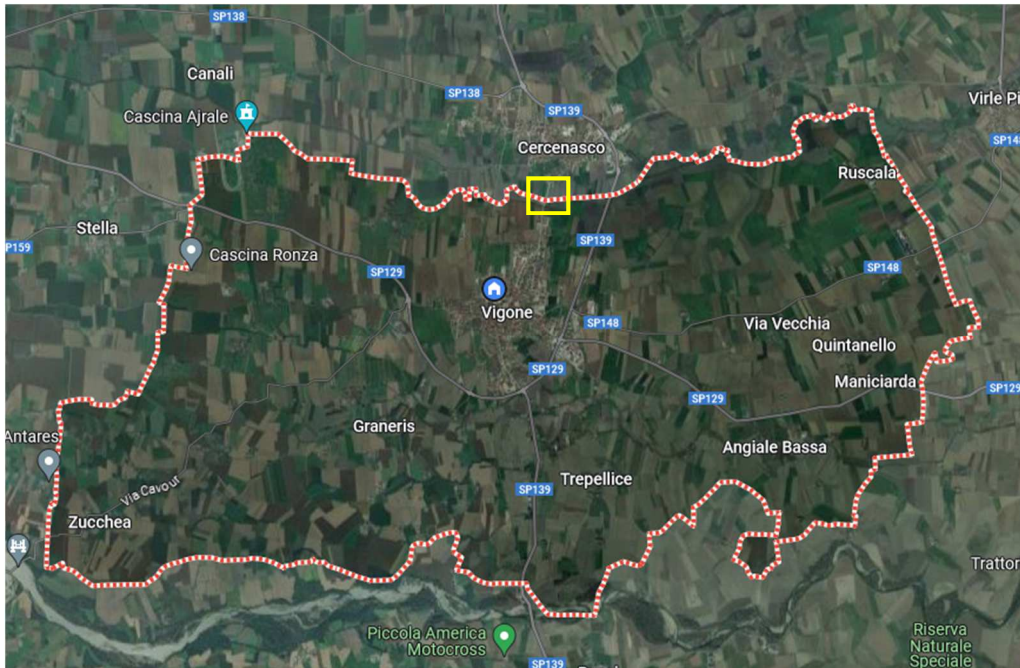 SP138
Canali
SP138
Virle Pi
Cascina Ajrale
SP139
SP148
Cercenasco
Ruscala
Stella
SP159
SP139
Cascina Ronza
SP129
SP148
Vigone
SP148
Via Vecchia
Quintanello
SP129
Maniciarda
SP129
SP129
Graneris
Antares
Angiale Bassa
Via Cavour
SP139
Trepellice
Zucchea
Trattor
Piccola America
Motocross
Riserva
Naturale
Speciale
SP139